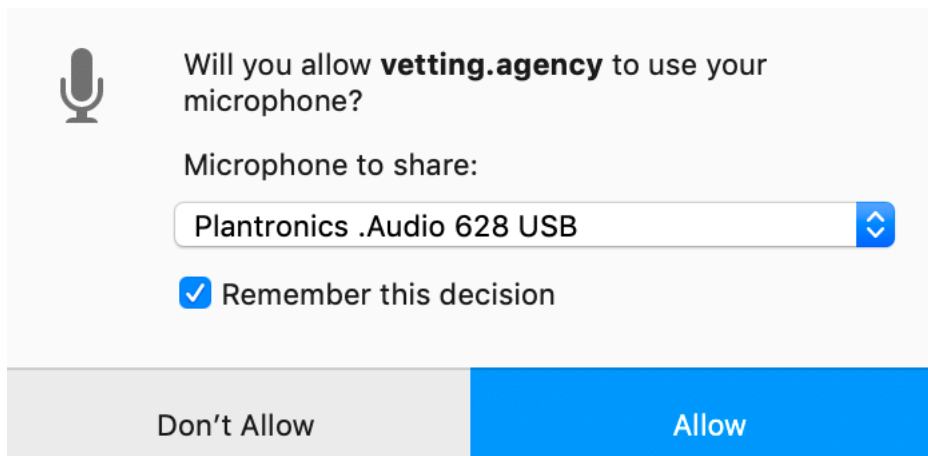 Will you allow vetting.agency to use your
microphone?
Microphone to share:
Plantronics .Audio 628 USB
Remember this decision
Don’t Allow
Allow